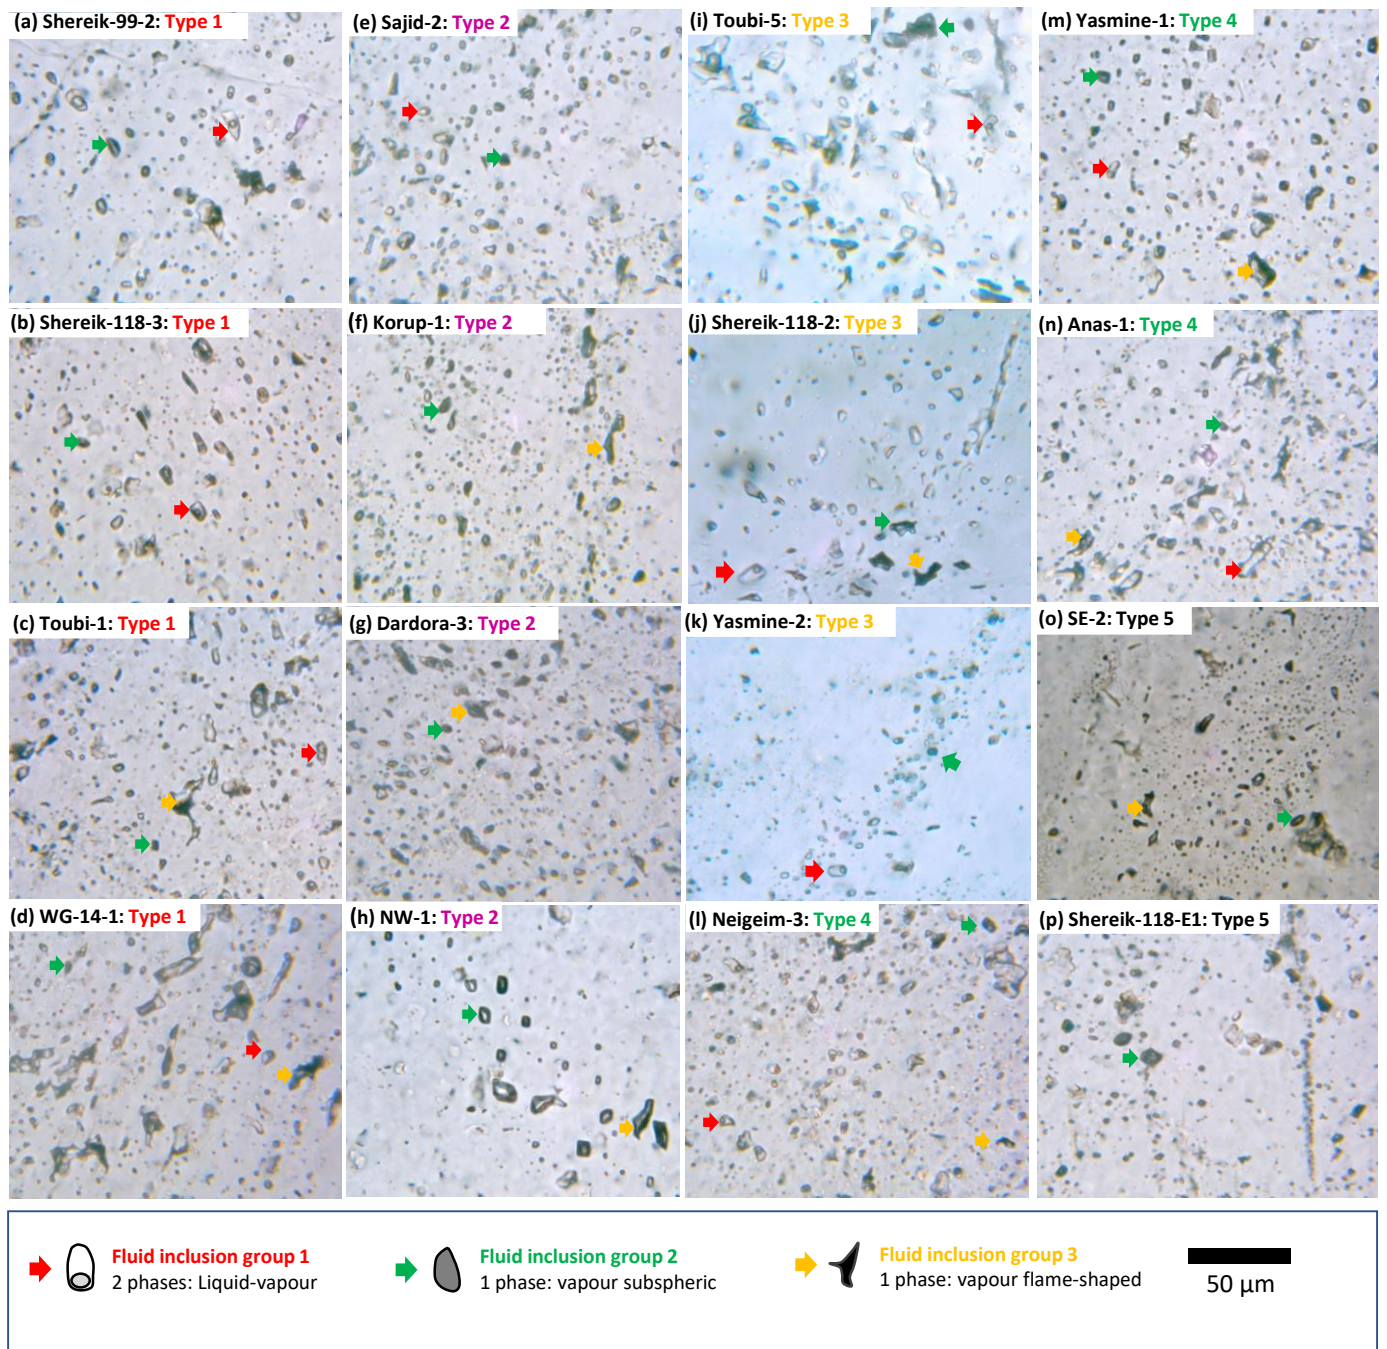 (a) Shereik-99-2: Type 1
(e) Sajid-2: Type 2
(i) Toubi-5: Type 3
(m) Yasmine-1: Type 4
(b) Shereik-118-3: Type 1
(f) Korup-1: Type 2
(j) Shereik-118-2: Type 3
(n) Anas-1: Type 4
(c) Toubi-1: Type 1
(g) Dardora-3: Type 2
(k) Yasmine-2: Type 3
(o) SE-2: Type 5
(d) WG-14-1: Type 1
(h) NW-1: Type 2
(l) Neigeim-3: Type 4
(p) Shereik-118-E1: Type 5
Fluid inclusion group 1
2 phases: Liquid-vapour
Fluid inclusion group 2
1 phase: vapour subspheric
Fluid inclusion group 3
1 phase: vapour flame-shaped
50 µm